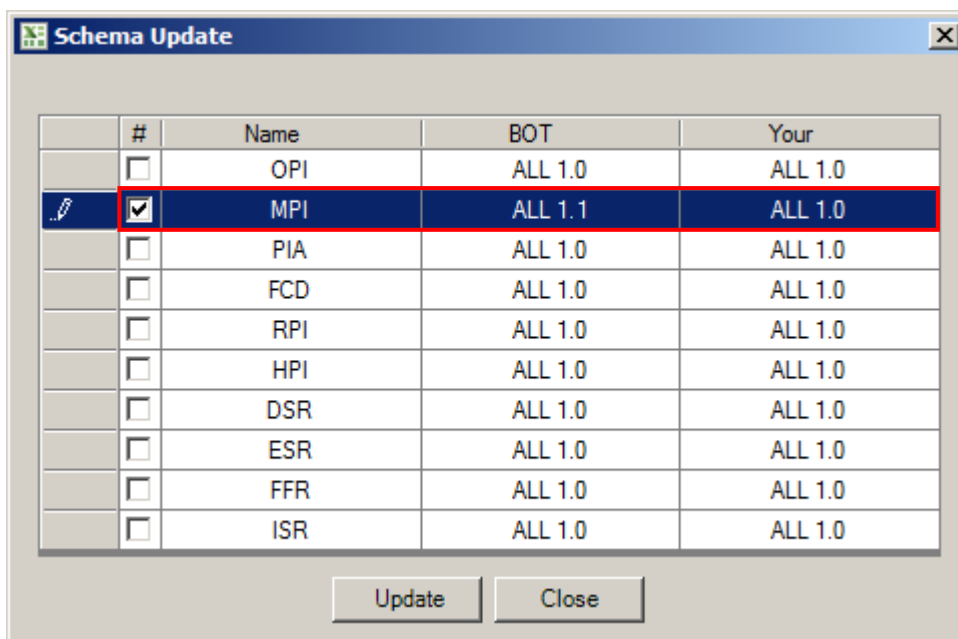 Schema Update
# Name BOT Your
OPI ALL 1.0 ALL 1.0
MPI ALL 1.1 ALL 1.0
PIA ALL 1.0 ALL 1.0
FCD ALL 1.0 ALL 1.0
RPI ALL 1.0 ALL 1.0
HPI ALL 1.0 ALL 1.0
DSR ALL 1.0 ALL 1.0
ESR ALL 1.0 ALL 1.0
FFR ALL 1.0 ALL 1.0
ISR ALL 1.0 ALL 1.0
Update Close